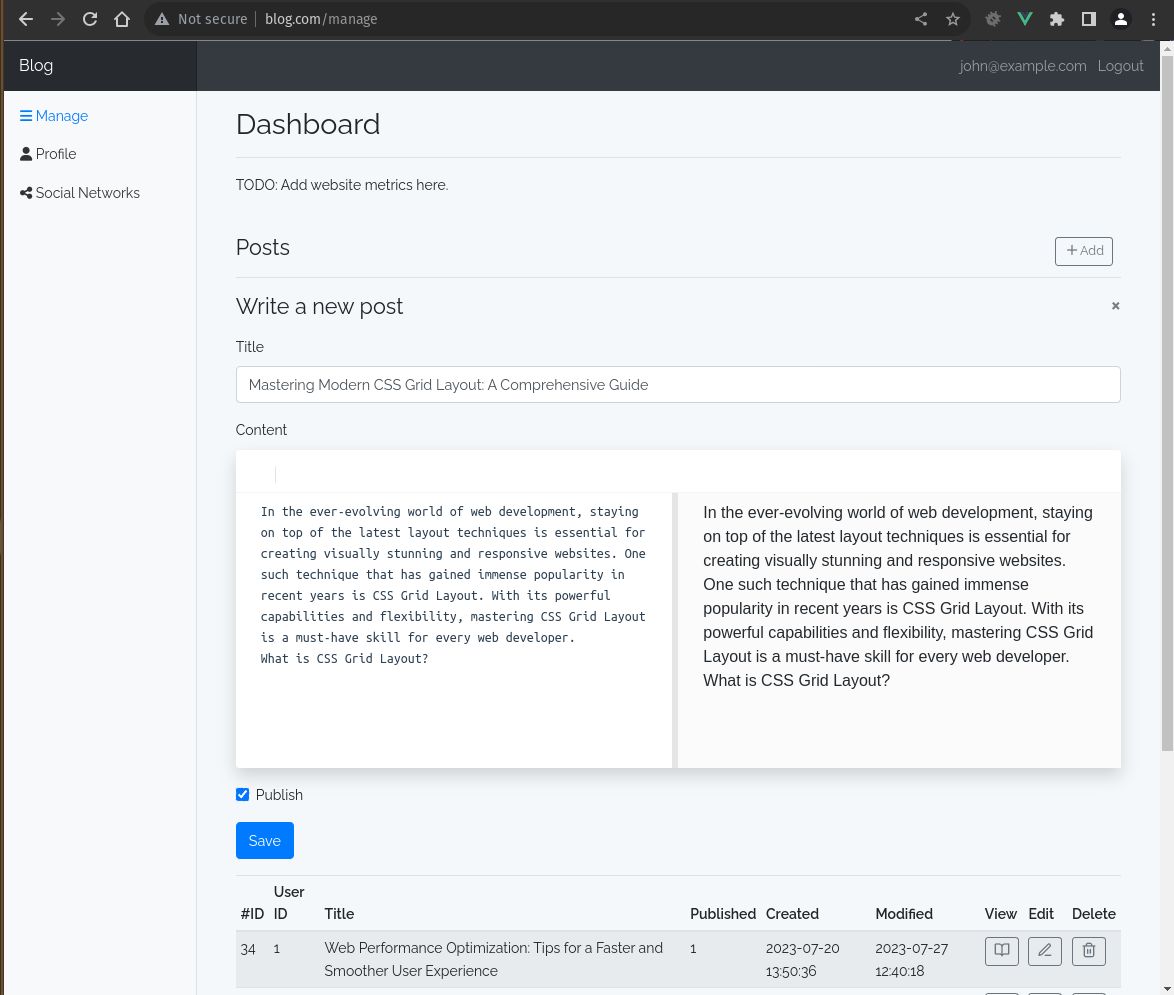 Not secure | blog.com/manage
Blog
john@example.com Logout
Manage
Profile
Social Networks
Dashboard
TODO: Add website metrics here.
Posts
+ Add
Write a new post
×
Title
Mastering Modern CSS Grid Layout: A Comprehensive Guide
Content
In the ever-evolving world of web development, staying
on top of the latest layout techniques is essential for
creating visually stunning and responsive websites. One
such technique that has gained immense popularity in
recent years is CSS Grid Layout. With its powerful
capabilities and flexibility, mastering CSS Grid Layout
is a must-have skill for every web developer.
What is CSS Grid Layout?
In the ever-evolving world of web development, staying
on top of the latest layout techniques is essential for
creating visually stunning and responsive websites.
One such technique that has gained immense
popularity in recent years is CSS Grid Layout. With its
powerful capabilities and flexibility, mastering CSS Grid
Layout is a must-have skill for every web developer.
What is CSS Grid Layout?
Publish
Save
User
#ID ID Title Published Created Modified View Edit Delete
34 1 Web Performance Optimization: Tips for a Faster and 1 2023-07-20 2023-07-27
Smoother User Experience 13:50:36 12:40:18